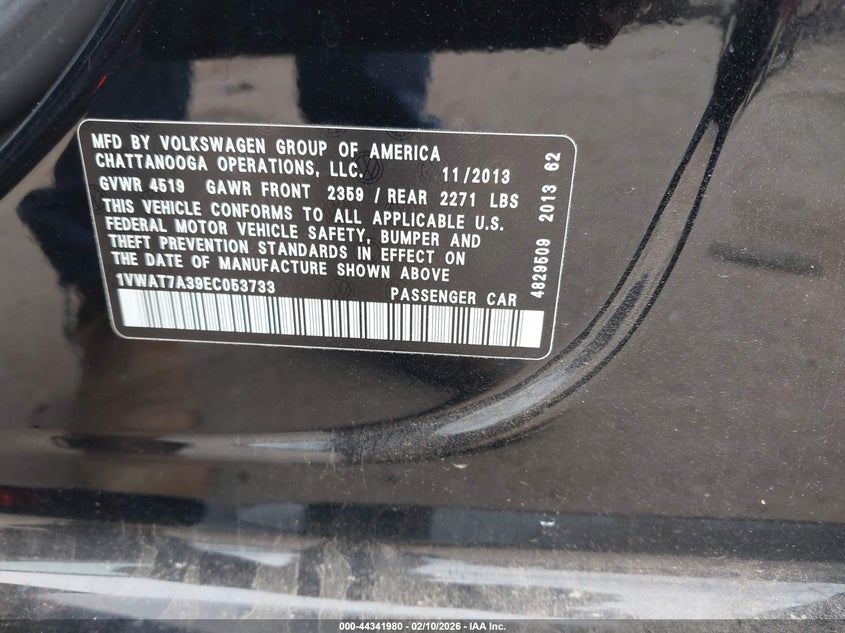 MFD BY VOLKSWAGEN GROUP OF AMERICA
CHATTANOOGA OPERATIONS, LLC. 11/2013
GVWR 4519 GAWR FRONT 2359 / REAR 2271 LBS
THIS VEHICLE CONFORMS TO ALL APPLICABLE U.S.
FEDERAL MOTOR VEHICLE SAFETY, BUMPER AND
THEFT PREVENTION STANDARDS IN EFFECT ON
THE DATE OF MANUFACTURE SHOWN ABOVE
1VWAT7A39EC053733 PASSENGER CAR
4829509 2013 62
000-44341980 - 02/10/2026 - IAA Inc.